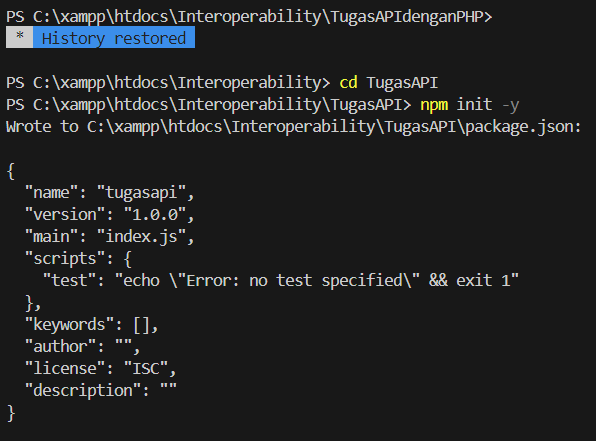 PS C:\xampp\htdocs\Interoperability\TugasAPIdenganPHP>
* History restored
PS C:\xampp\htdocs\Interoperability> cd TugasAPI
PS C:\xampp\htdocs\Interoperability\TugasAPI> npm init -y
Wrote to C:\xampp\htdocs\Interoperability\TugasAPI\package.json:
{
  "name": "tugasapi",
  "version": "1.0.0",
  "main": "index.js",
  "scripts": {
    "test": "echo \"Error: no test specified\" && exit 1"
  },
  "keywords": [],
  "author": "",
  "license": "ISC",
  "description": ""
}